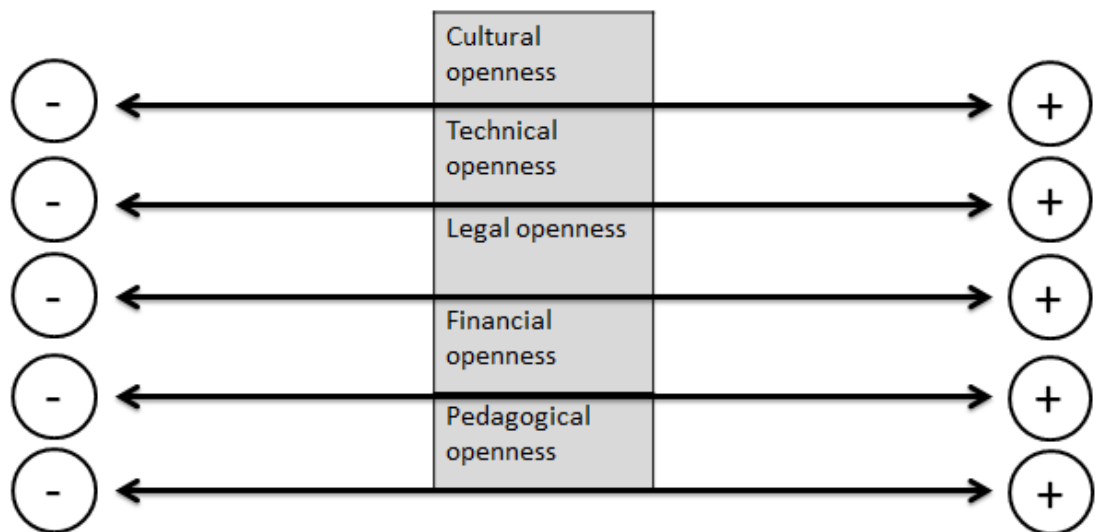 Cultural
openness
- +
Technical
openness
- +
Legal openness
- +
Financial
openness
- +
Pedagogical
openness
- +